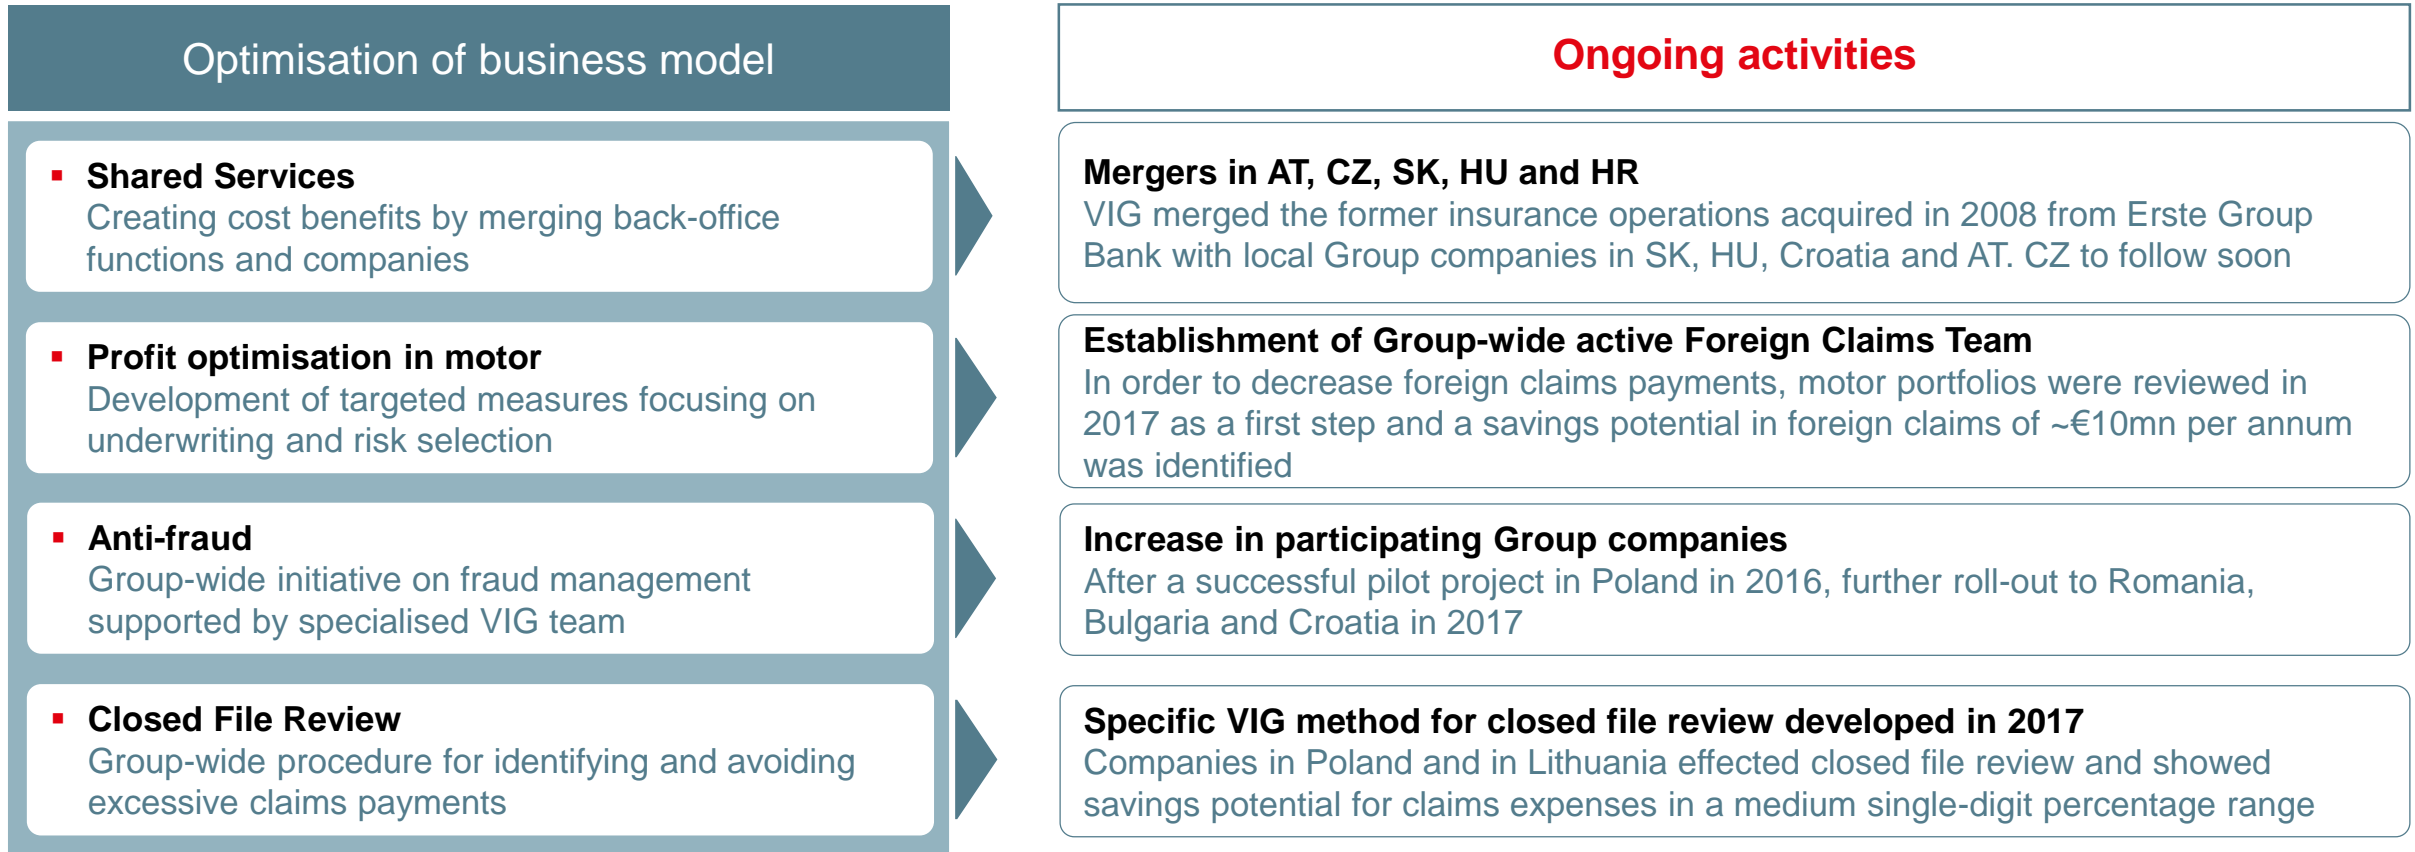 Optimisation of business model
Ongoing activities
▪ Shared Services
Creating cost benefits by merging back-office
functions and companies
Mergers in AT, CZ, SK, HU and HR
VIG merged the former insurance operations acquired in 2008 from Erste Group
Bank with local Group companies in SK, HU, Croatia and AT. CZ to follow soon
▪ Profit optimisation in motor
Development of targeted measures focusing on
underwriting and risk selection
Establishment of Group-wide active Foreign Claims Team
In order to decrease foreign claims payments, motor portfolios were reviewed in
2017 as a first step and a savings potential in foreign claims of ~€10mn per annum
was identified
▪ Anti-fraud
Group-wide initiative on fraud management
supported by specialised VIG team
Increase in participating Group companies
After a successful pilot project in Poland in 2016, further roll-out to Romania,
Bulgaria and Croatia in 2017
▪ Closed File Review
Group-wide procedure for identifying and avoiding
excessive claims payments
Specific VIG method for closed file review developed in 2017
Companies in Poland and in Lithuania effected closed file review and showed
savings potential for claims expenses in a medium single-digit percentage range